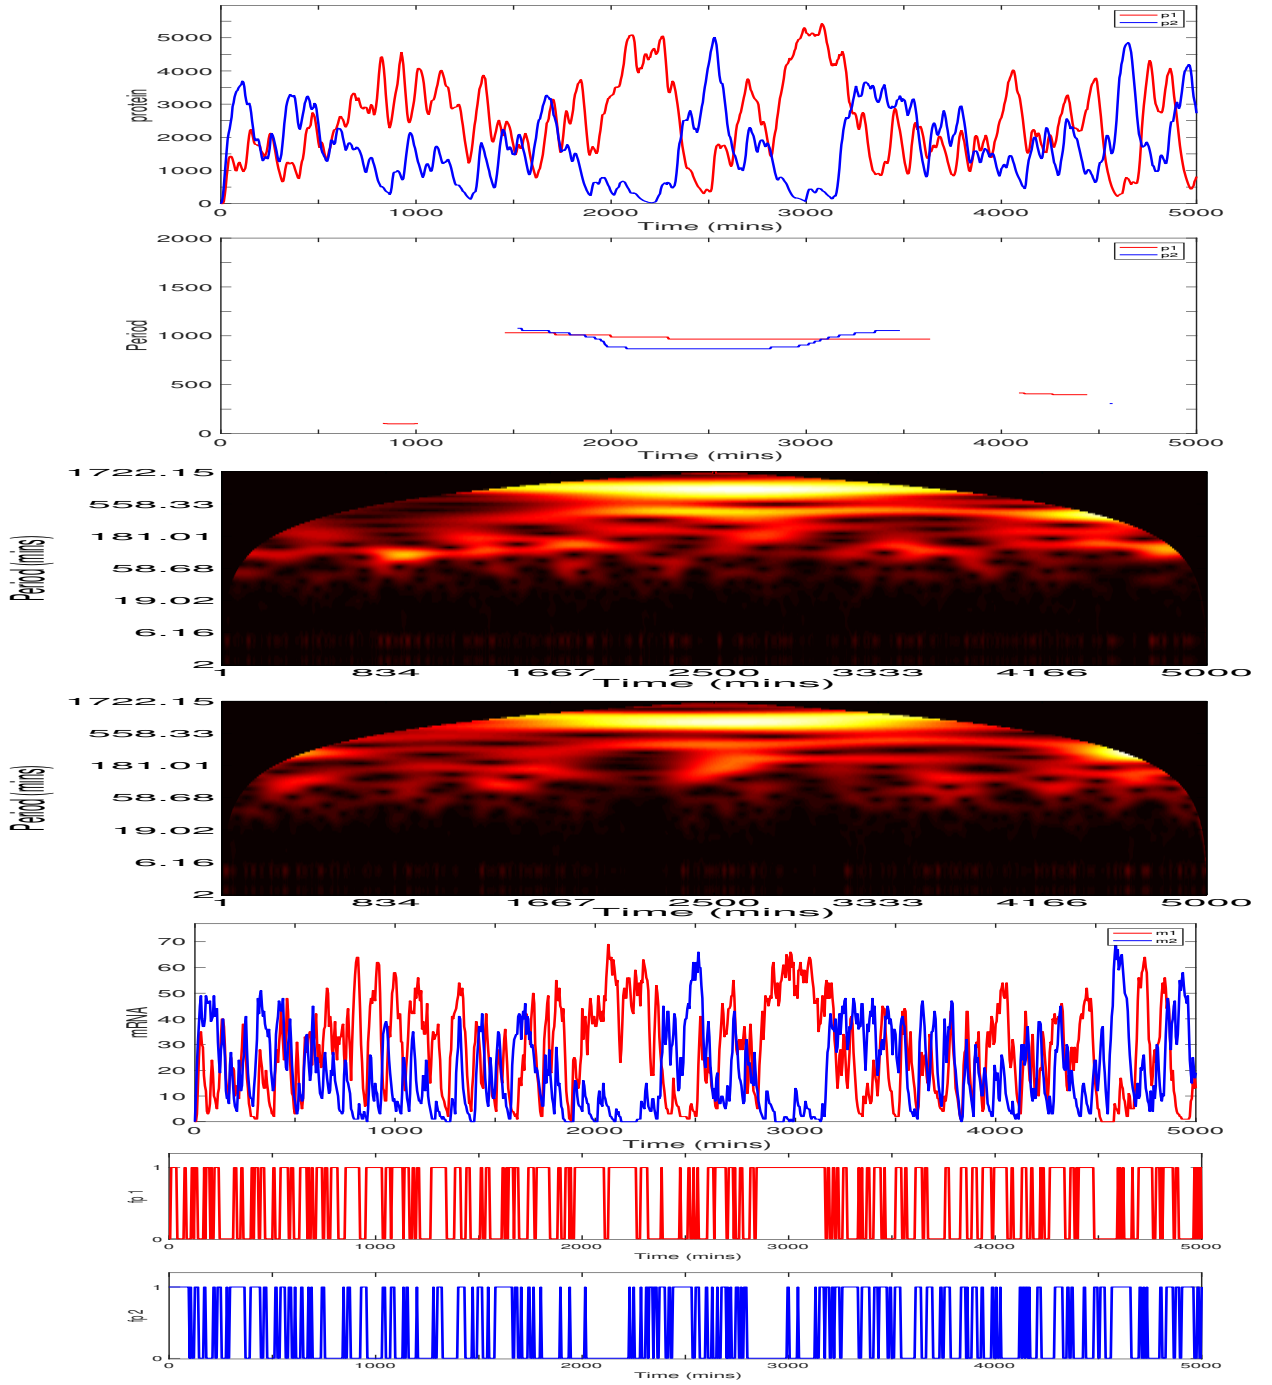 5000
4000
3000
2000
1000
0
protein
p1
p2
0 1000 2000 3000 4000 5000
Time (mins)
2000
1500
1000
500
0
Period
p1
p2
0 1000 2000 3000 4000 5000
Time (mins)
1722.15
558.33
181.01
58.68
19.02
6.16
2
Period (mins)
1 834 1667 2500 3333 4166 5000
Time (mins)
1722.15
558.33
181.01
58.68
19.02
6.16
2
Period (mins)
1 834 1667 2500 3333 4166 5000
Time (mins)
70
60
50
40
30
20
10
0
mRNA
m1
m2
0 1000 2000 3000 4000 5000
Time (mins)
1
0
fp1
0 1000 2000 3000 4000 5000
Time (mins)
1
0
fp2
0 1000 2000 3000 4000 5000
Time (mins)